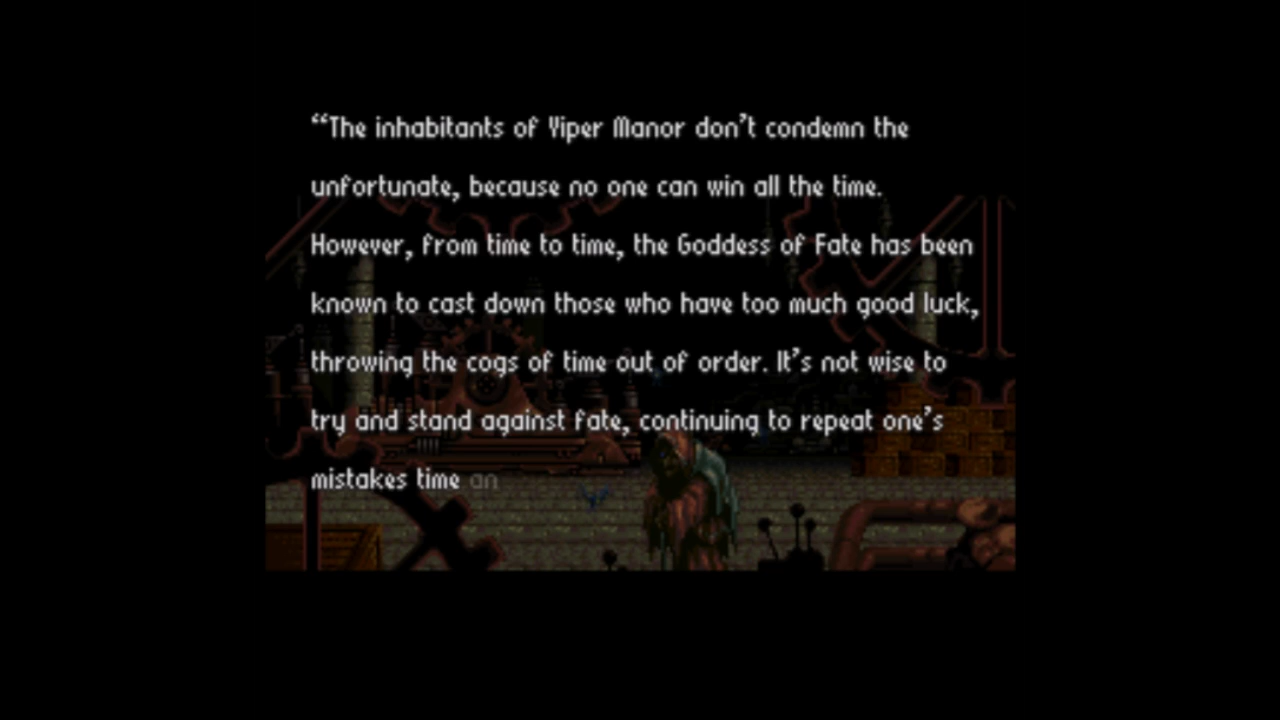 “The inhabitants of Viper Manor don’t condemn the
unfortunate, because no one can win all the time.
However, from time to time, the Goddess of Fate has been
known to cast down those who have too much good luck,
throwing the cogs of time out of order. It’s not wise to
try and stand against fate, continuing to repeat one’s
mistakes time an